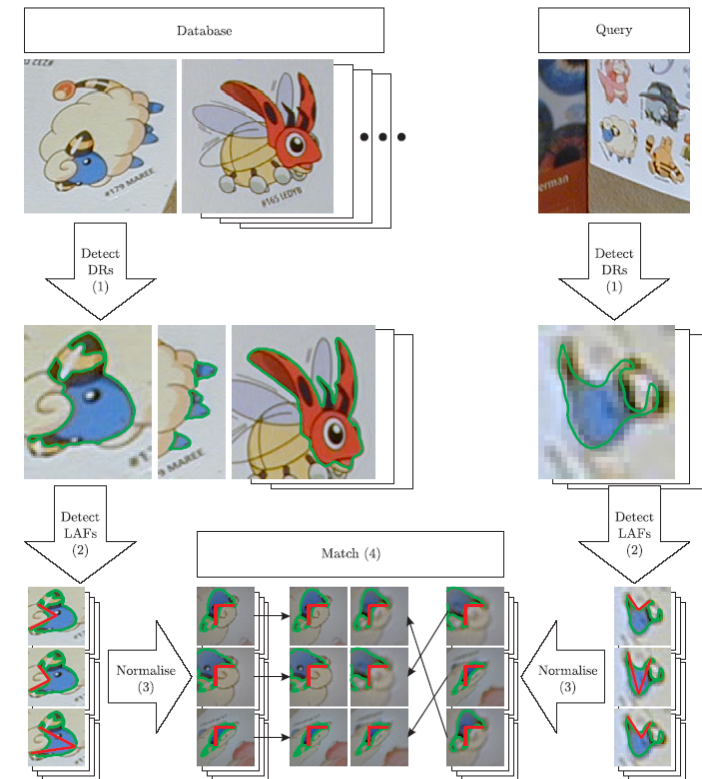 Database
Query
#179 MAREE
#165 LEDYB
erman
Detect
DRs
(1)
Detect
DRs
(1)
MAREE
Detect
LAFs
(2)
Detect
LAFs
(2)
Match (4)
Normalise
(3)
Normalise
(3)